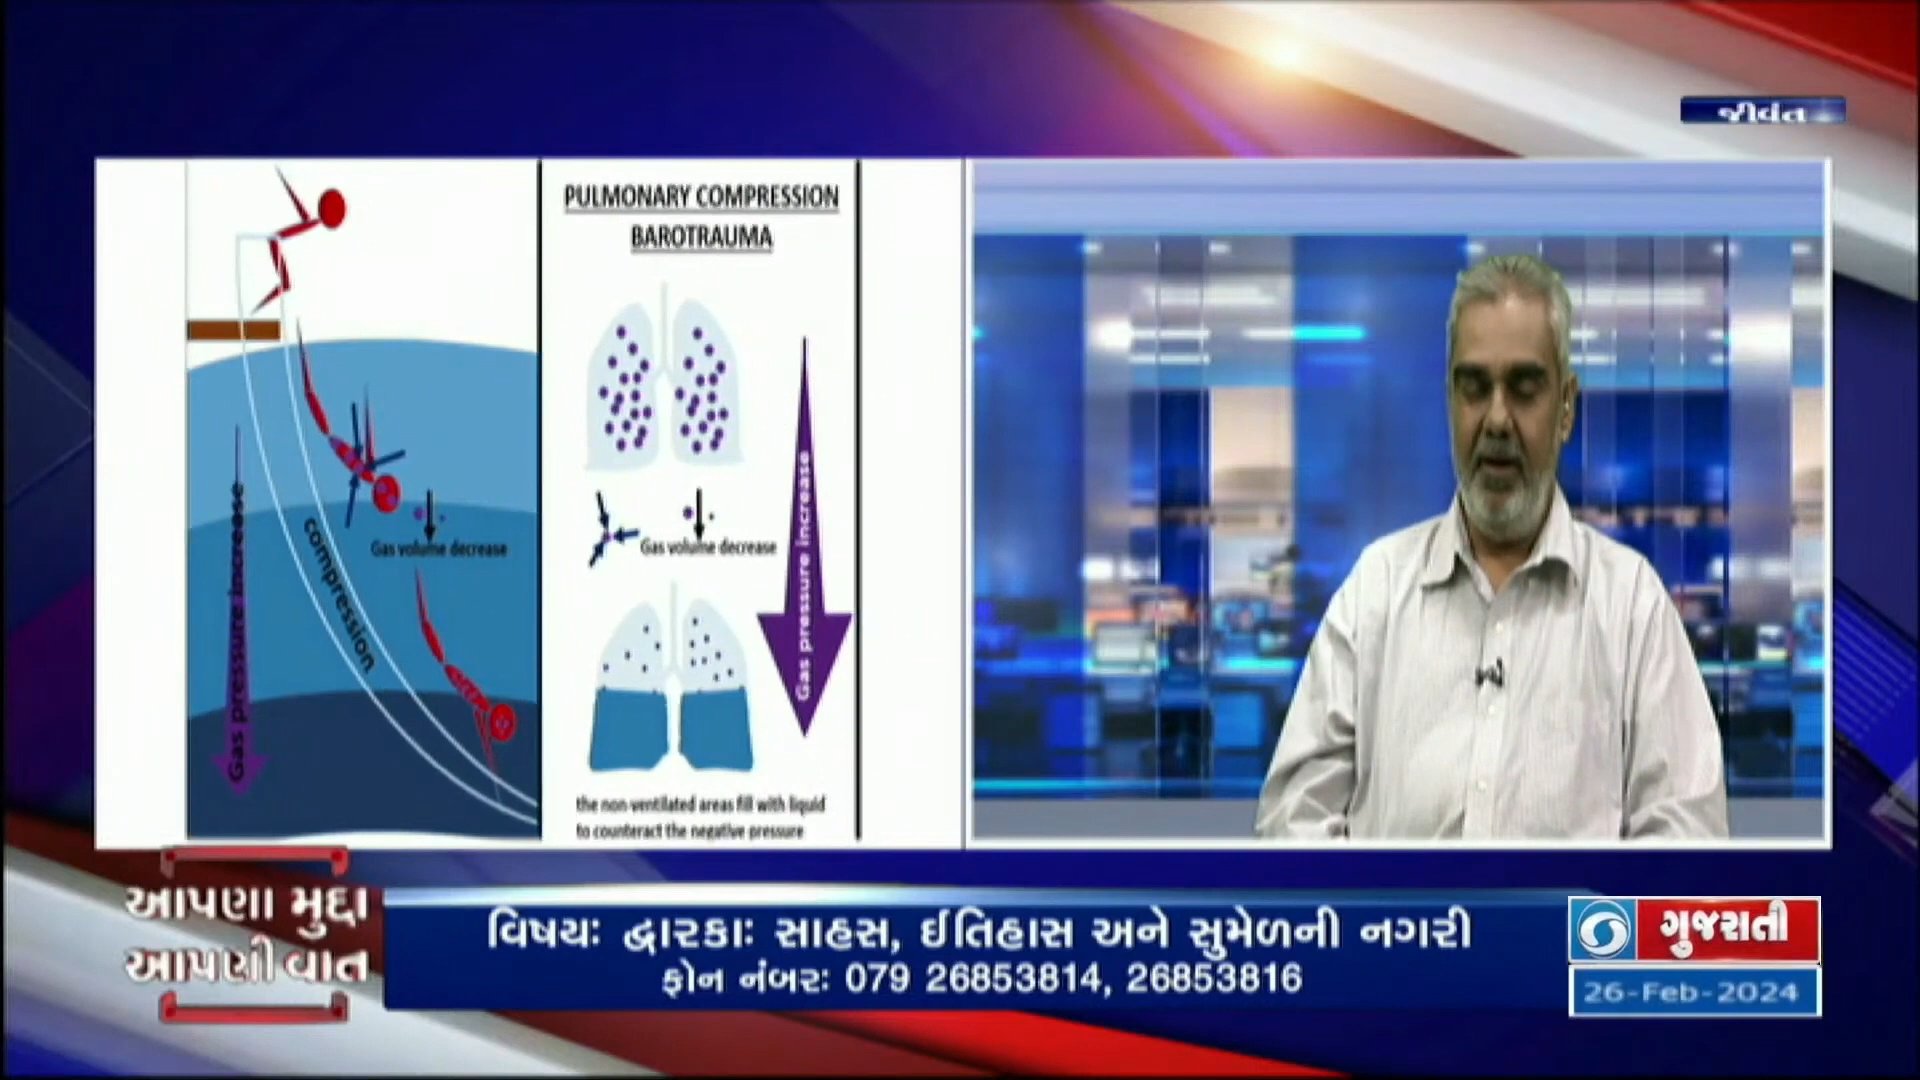 જીવંત
PULMONARY COMPRESSION
BAROTRAUMA
Gas pressure increase
compression
Gas volume decrease
Gas volume decrease
Gas pressure increase
the non-ventilated areas fill with liquid
to counteract the negative pressure
આપણા મુદ્દા
આપણી વાત
વિષયઃ દ્વારકાઃ સાહસ, ઈતિહાસ અને સુમેળની નગરી
ફોન નંબરઃ 079 26853814, 26853816
ગુજરાતી
26-Feb-2024